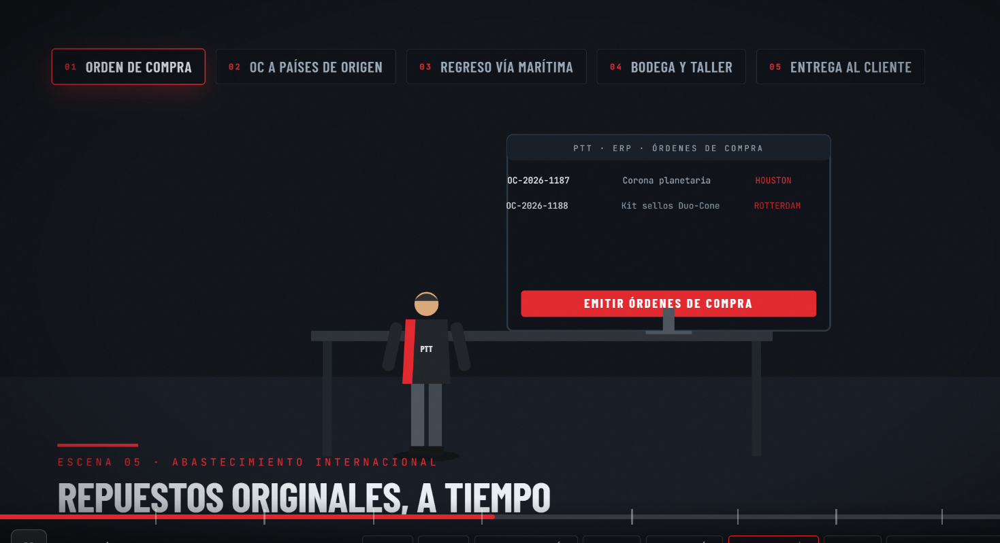 01 ORDEN DE COMPRA
02 OC A PAÍSES DE ORIGEN
03 REGRESO VÍA MARÍTIMA
04 BODEGA Y TALLER
05 ENTREGA AL CLIENTE
PTT · ERP · ÓRDENES DE COMPRA
OC-2026-1187 Corona planetaria HOUSTON
OC-2026-1188 Kit sellos Duo-Cone ROTTERDAM
EMITIR ÓRDENES DE COMPRA
PTT
ESCENA 05 · ABASTECIMIENTO INTERNACIONAL
REPUESTOS ORIGINALES, A TIEMPO